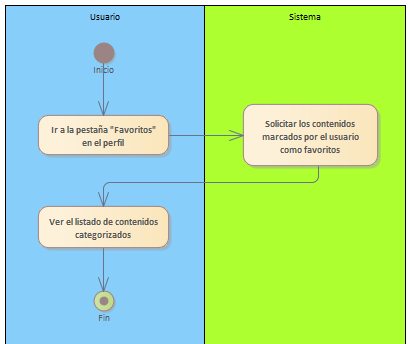 Usuario
Sistema
Inicio
Ir a la pestaña "Favoritos"
en el perfil
Solicitar los contenidos
marcados por el usuario
como favoritos
Ver el listado de contenidos
categorizados
Fin